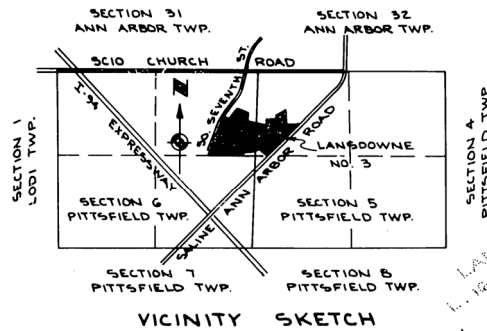 SECTION 31
ANN ARBOR TWP.
SECTION 32
ANN ARBOR TWP.
SCIO CHURCH ROAD
SO. SEVENTH ST.
I-94 EXPRESSWAY
SALINE ANN ARBOR ROAD
LANSDOWNE
NO. 3
SECTION 1
LODI TWP.
SECTION 4
PITTSFIELD TWP.
SECTION 6
PITTSFIELD TWP.
SECTION 5
PITTSFIELD TWP.
SECTION 7
PITTSFIELD TWP.
SECTION 8
PITTSFIELD TWP.
VICINITY SKETCH